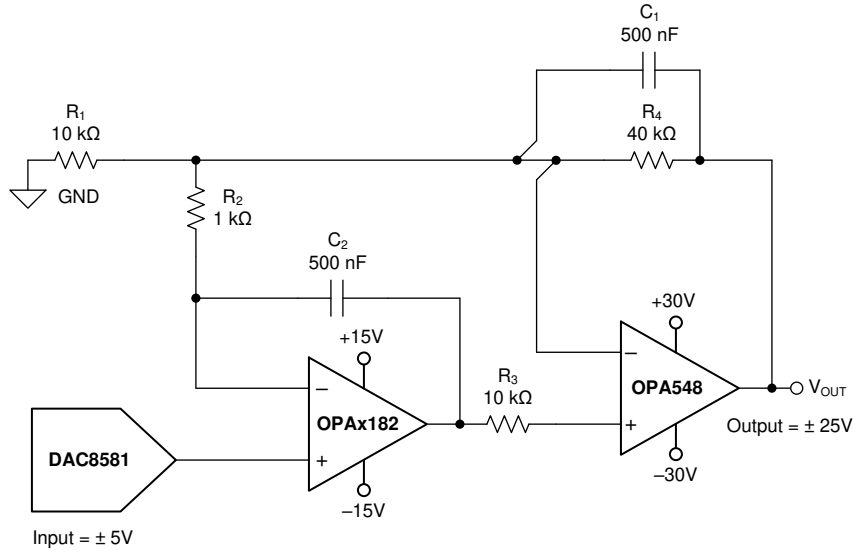 C1
500 nF
R1
10 kΩ
R4
40 kΩ
GND
R2
1 kΩ
C2
500 nF
+15V
+30V
–
R3
10 kΩ
–
OPAx182
OPA548
VOUT
+
Output = ± 25V
DAC8581
+
–15V
–30V
Input = ± 5V